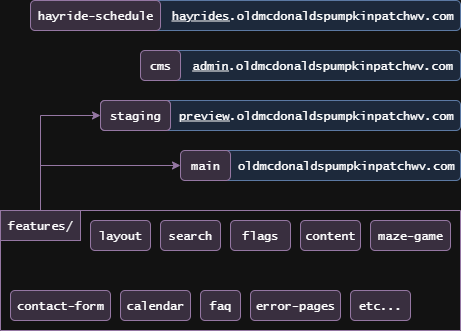 hayride-schedule hayrides.oldmcdonaldspumpkinpatchwv.com
cms admin.oldmcdonaldspumpkinpatchwv.com
staging preview.oldmcdonaldspumpkinpatchwv.com
main oldmcdonaldspumpkinpatchwv.com
features/
layout search flags content maze-game
contact-form calendar faq error-pages etc...